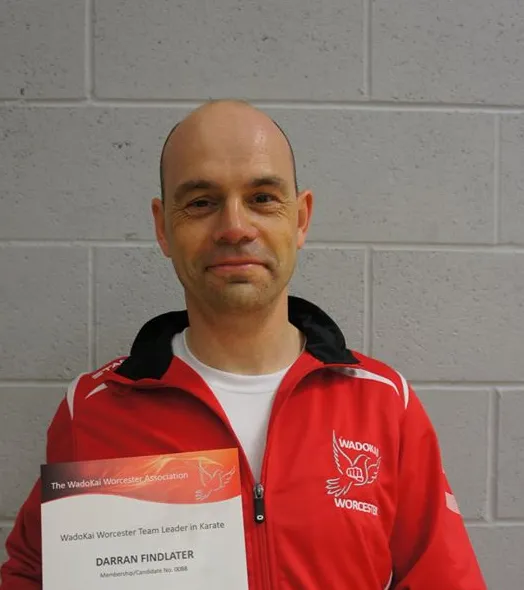 The WadoKai Worcester Association
WadoKai Worcester Team Leader in Karate
DARRAN FINDLATER
Membership/Candidate No. 0088
WADOKAI
WORCESTER